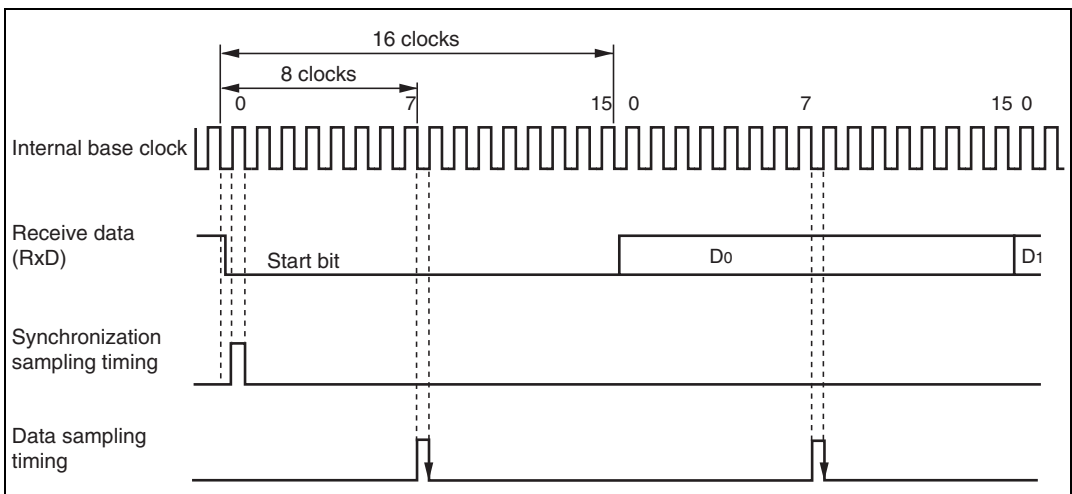 16 clocks
8 clocks
0 7 15 0 7 15 0
Internal base clock
Receive data
(RxD)
Start bit
D0
D1
Synchronization
sampling timing
Data sampling
timing